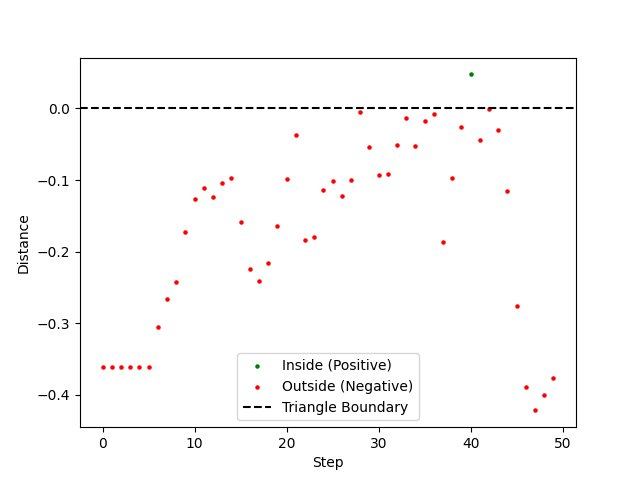 0.0
−0.1
−0.2
−0.3
−0.4
Distance
Inside (Positive)
Outside (Negative)
Triangle Boundary
0 10 20 30 40 50
Step